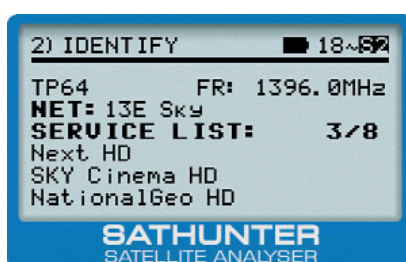 2) IDENTIFY 18~S2
TP64 FR: 1396.0MHz
NET: 13E Sky
SERVICE LIST: 3/8
Next HD
SKY Cinema HD
NationalGeo HD
SATHUNTER
SATELLITE ANALYSER